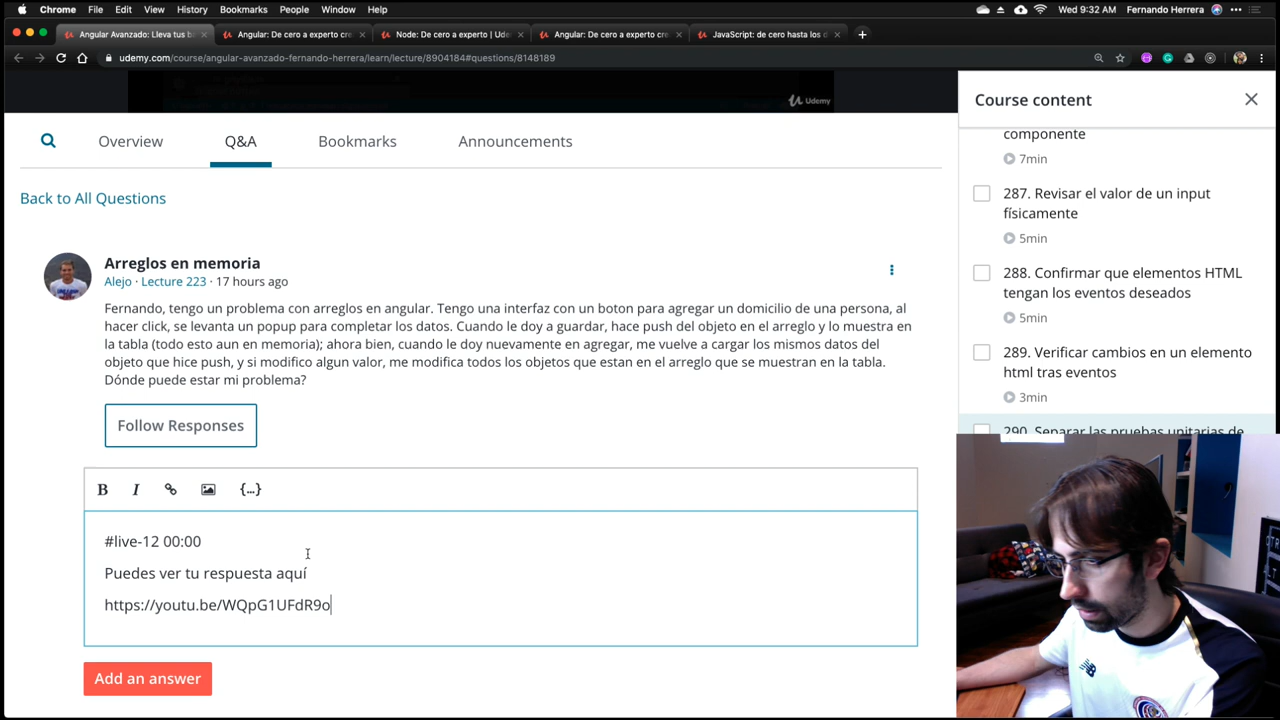 Chrome File Edit View History Bookmarks People Window Help Wed 9:32 AM Fernando Herrera
Angular Avanzado: Lleva tus b × Angular: De cero a experto cre × Node: De cero a experto | Ude × Angular: De cero a experto cre × JavaScript: de cero hasta los d × +
udemy.com/course/angular-avanzado-fernando-herrera/learn/lecture/8904184#questions/8148189
Udemy
Overview Q&A Bookmarks Announcements
Back to All Questions
Arreglos en memoria
Alejo · Lecture 223 · 17 hours ago
Fernando, tengo un problema con arreglos en angular. Tengo una interfaz con un boton para agregar un domicilio de una persona, al
hacer click, se levanta un popup para completar los datos. Cuando le doy a guardar, hace push del objeto en el arreglo y lo muestra en
la tabla (todo esto aun en memoria); ahora bien, cuando le doy nuevamente en agregar, me vuelve a cargar los mismos datos del
objeto que hice push, y si modifico algun valor, me modifica todos los objetos que estan en el arreglo que se muestran en la tabla.
Dónde puede estar mi problema?
Follow Responses
B I {...}
#live-12 00:00
Puedes ver tu respuesta aquí
https://youtu.be/WQpG1UFdR9o
Add an answer
Course content
componente
7min
287. Revisar el valor de un input
físicamente
5min
288. Confirmar que elementos HTML
tengan los eventos deseados
5min
289. Verificar cambios en un elemento
html tras eventos
3min
290. Separar las pruebas unitarias de